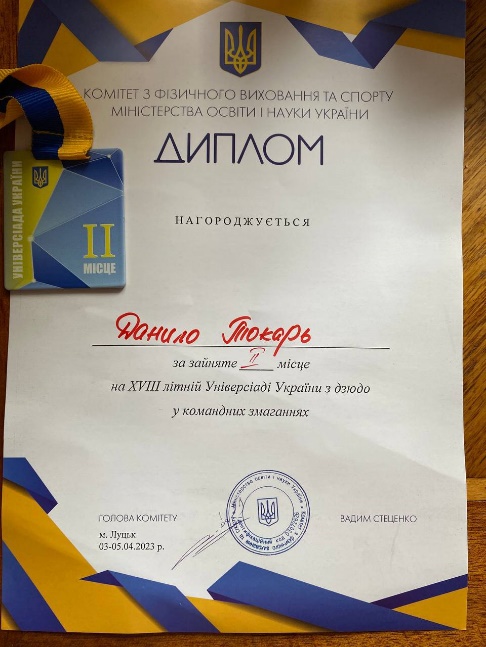 КОМІТЕТ З ФІЗИЧНОГО ВИХОВАННЯ ТА СПОРТУ
МІНІСТЕРСТВА ОСВІТИ І НАУКИ УКРАЇНИ
ДИПЛОМ
УНІВЕРСІАДА УКРАЇНИ
II
МІСЦЕ
НАГОРОДЖУЄТЬСЯ
Данило Токарь
за зайняте II місце
на XVIII літній Універсіаді України з дзюдо
у командних змаганнях
ГОЛОВА КОМІТЕТУ
ВАДИМ СТЕЦЕНКО
м. Луцьк
03-05.04.2023 р.